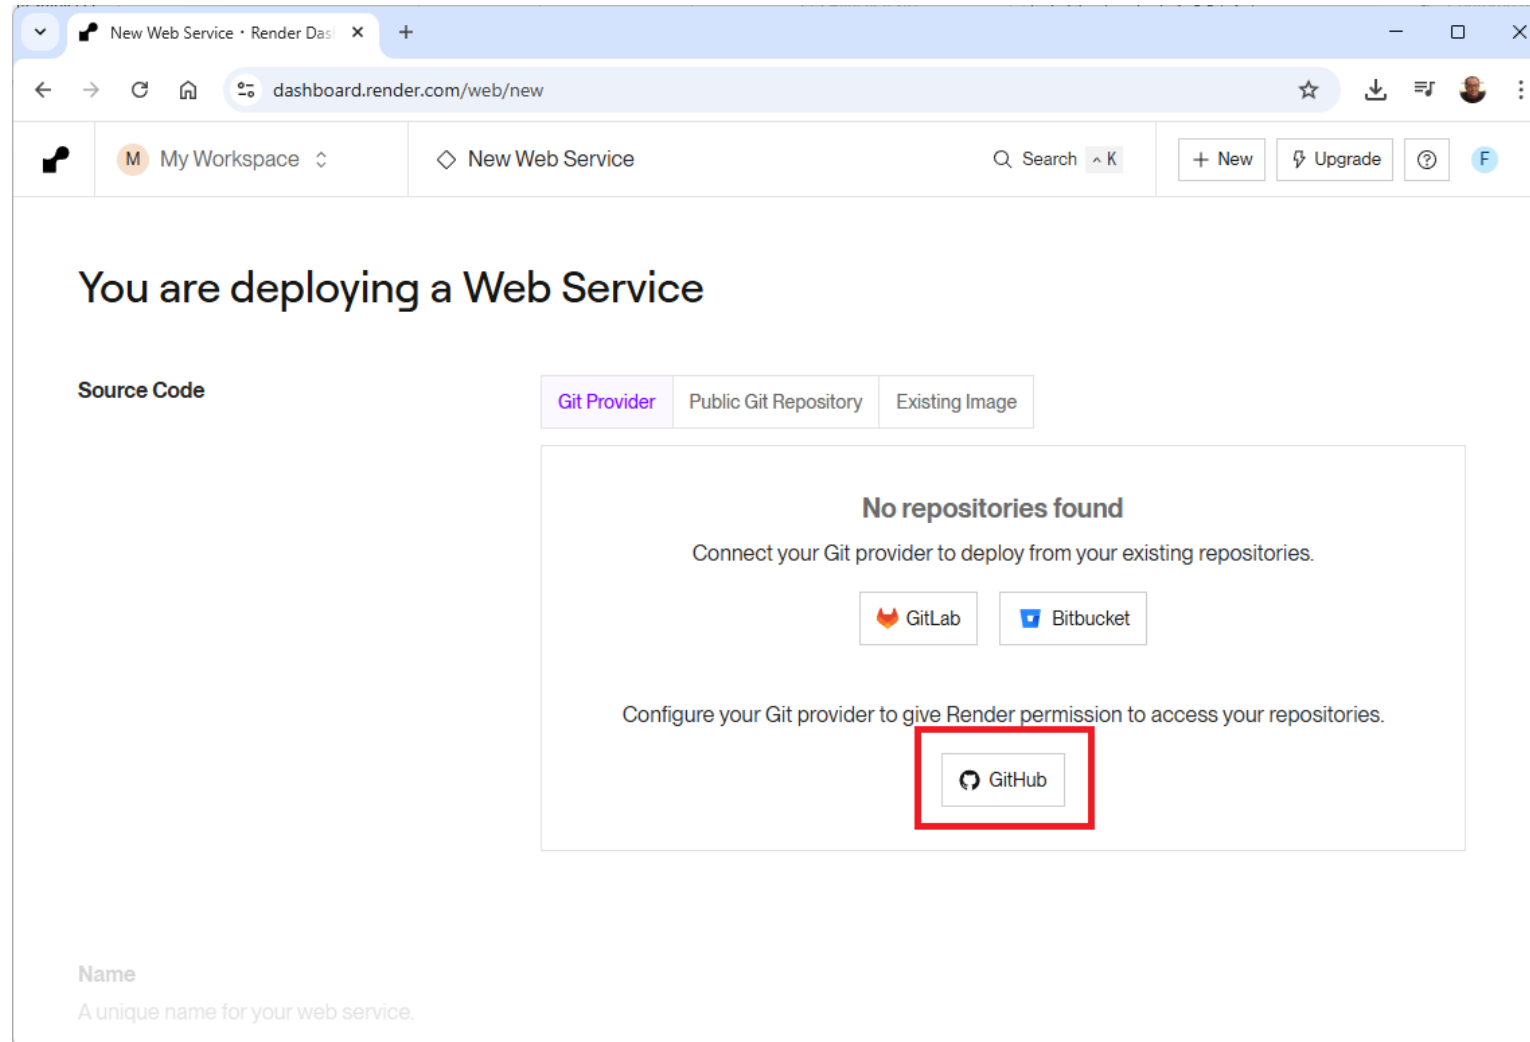 New Web Service · Render Das
dashboard.render.com/web/new
M My Workspace
New Web Service
Search ^ K
+ New
Upgrade
F
You are deploying a Web Service
Source Code
Git Provider
Public Git Repository
Existing Image
No repositories found
Connect your Git provider to deploy from your existing repositories.
GitLab
Bitbucket
Configure your Git provider to give Render permission to access your repositories.
GitHub
Name
A unique name for your web service.